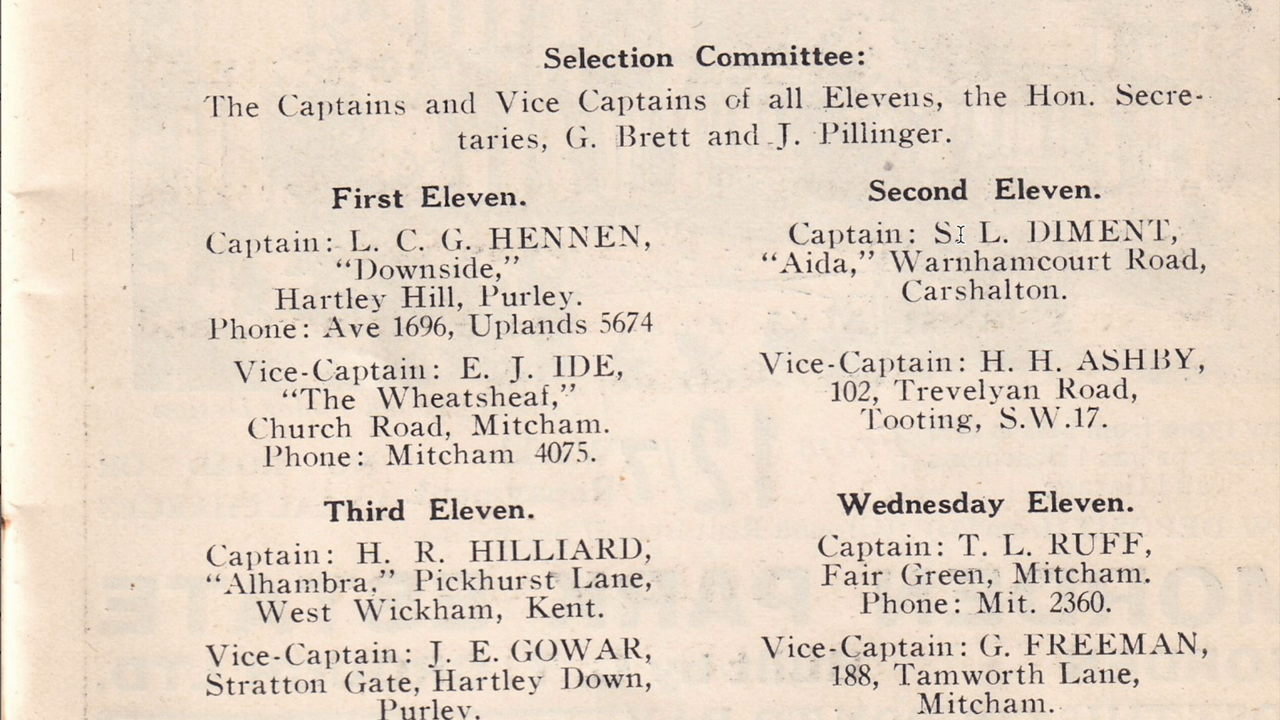 Selection Committee:
The Captains and Vice Captains of all Elevens, the Hon. Secre-
taries, G. Brett and J. Pillinger.
First Eleven.
Captain: L. C. G. HENNEN,
“Downside,”
Hartley Hill, Purley.
Phone: Ave 1696, Uplands 5674
Vice-Captain: E. J. IDE,
“The Wheatsheaf,”
Church Road, Mitcham.
Phone: Mitcham 4075.
Second Eleven.
Captain: S. L. DIMENT,
“Aida,” Warnhamcourt Road,
Carshalton.
Vice-Captain: H. H. ASHBY,
102, Trevelyan Road,
Tooting, S.W.17.
Third Eleven.
Captain: H. R. HILLIARD,
“Alhambra,” Pickhurst Lane,
West Wickham, Kent.
Vice-Captain: J. E. GOWAR,
Stratton Gate, Hartley Down,
Purley.
Wednesday Eleven.
Captain: T. L. RUFF,
Fair Green, Mitcham.
Phone: Mit. 2360.
Vice-Captain: G. FREEMAN,
188, Tamworth Lane,
Mitcham.